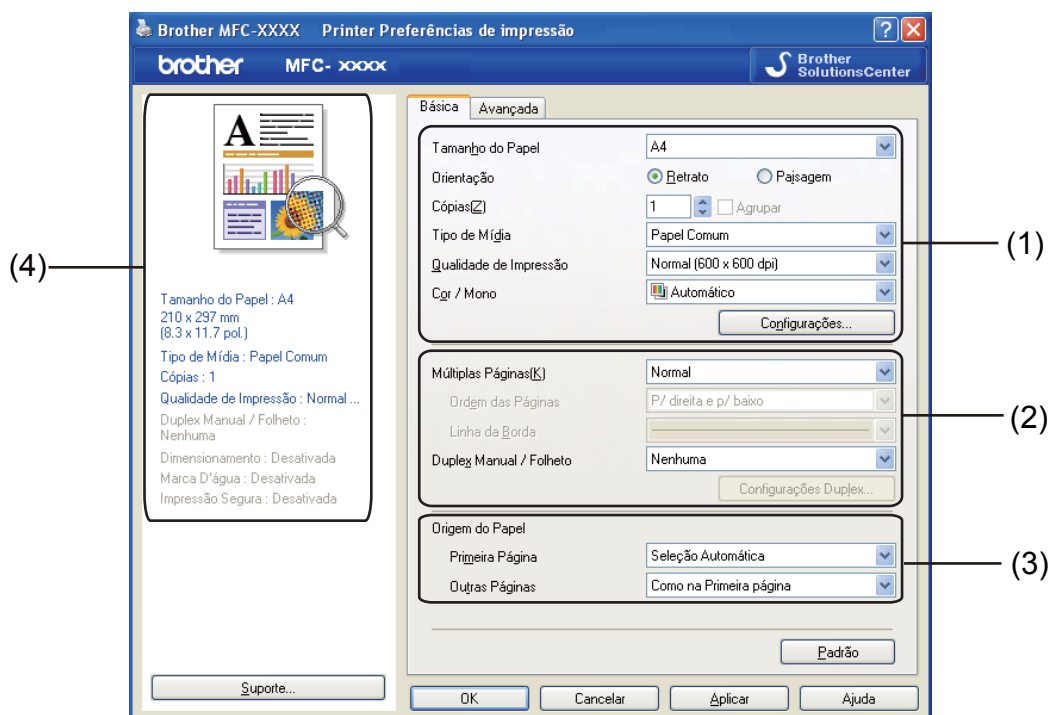 Brother MFC-XXXX Printer Preferências de impressão
brother MFC- xxxx
Brother
SolutionsCenter
(4)
A
Tamanho do Papel : A4
210 x 297 mm
(8.3 x 11.7 pol.)
Tipo de Mídia : Papel Comum
Cópias : 1
Qualidade de Impressão : Normal ...
Duplex Manual / Folheto :
Nenhuma
Dimensionamento : Desativada
Marca D'água : Desativada
Impressão Segura : Desativada
Suporte...
Básica Avançada
Tamanho do Papel A4
Orientação Retrato Paisagem
Cópias(Z) 1 Agrupar
Tipo de Mídia Papel Comum
Qualidade de Impressão Normal (600 x 600 dpi)
Cor / Mono Automático
Configurações...
(1)
Múltiplas Páginas(K) Normal
Ordem das Páginas P/ direita e p/ baixo
Linha da Borda
Duplex Manual / Folheto Nenhuma
Configurações Duplex...
(2)
Origem do Papel
Primeira Página Seleção Automática
Outras Páginas Como na Primeira página
(3)
Padrão
OK Cancelar Aplicar Ajuda